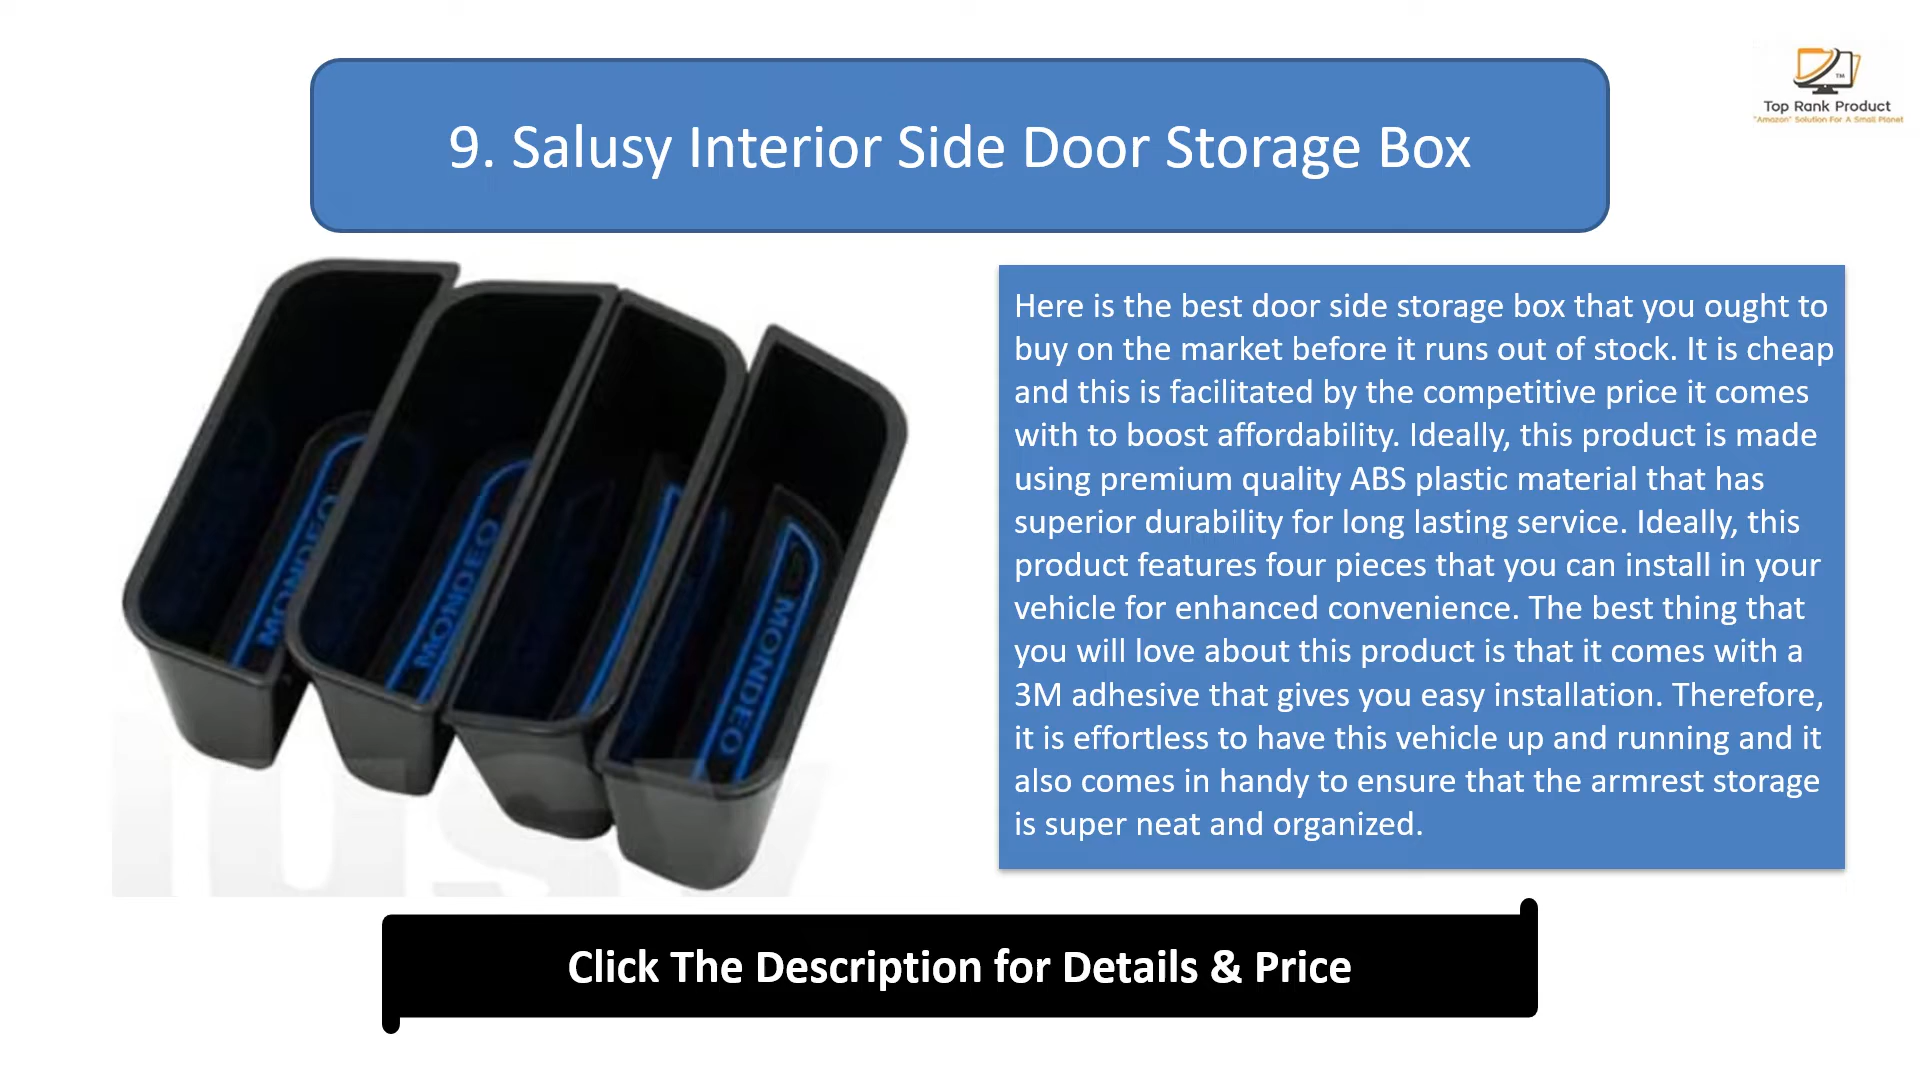 9. Salusy Interior Side Door Storage Box
TM
Top Rank Product
"Amazon" Solution For A Small Planet
Here is the best door side storage box that you ought to
buy on the market before it runs out of stock. It is cheap
and this is facilitated by the competitive price it comes
with to boost affordability. Ideally, this product is made
using premium quality ABS plastic material that has
superior durability for long lasting service. Ideally, this
product features four pieces that you can install in your
vehicle for enhanced convenience. The best thing that
you will love about this product is that it comes with a
3M adhesive that gives you easy installation. Therefore,
it is effortless to have this vehicle up and running and it
also comes in handy to ensure that the armrest storage
is super neat and organized.
MONDEO
MONDEO
MONDEO
Click The Description for Details & Price